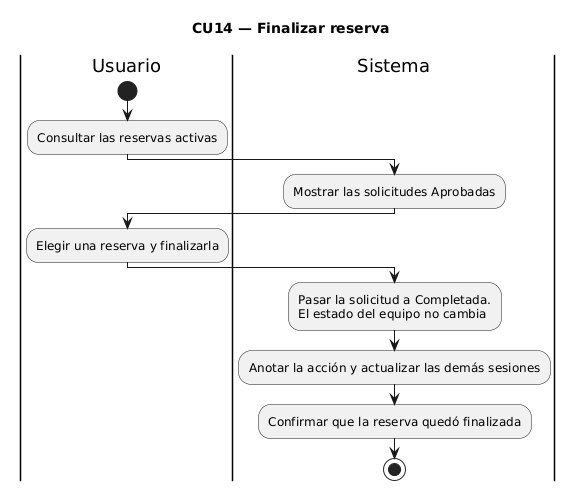 CU14 — Finalizar reserva
Usuario
Sistema
Consultar las reservas activas
Mostrar las solicitudes Aprobadas
Elegir una reserva y finalizarla
Pasar la solicitud a Completada.
El estado del equipo no cambia
Anotar la acción y actualizar las demás sesiones
Confirmar que la reserva quedó finalizada